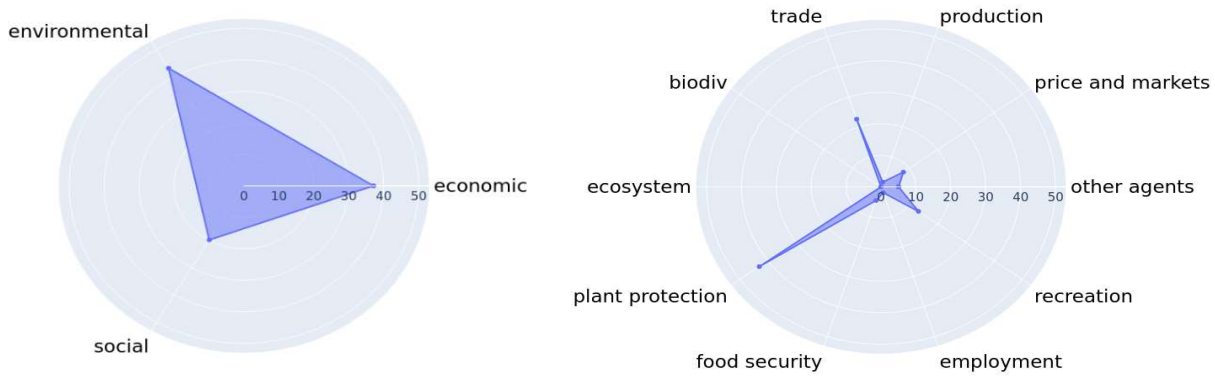 environmental
economic
0 10 20 30 40 50
social
trade
production
biodiv
price and markets
ecosystem
0 10 20 30 40 50
other agents
plant protection
recreation
food security
employment